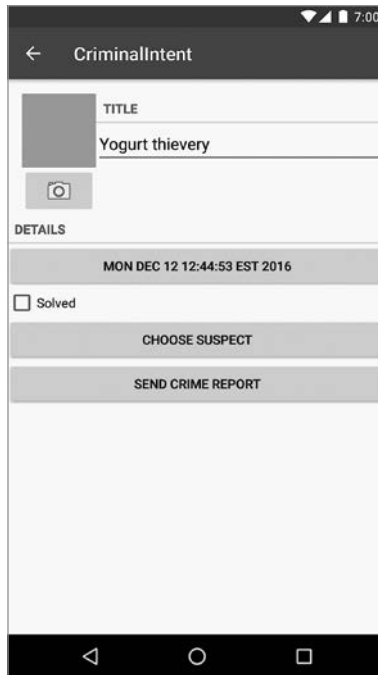 7:00
CriminalIntent
TITLE
Yogurt thievery
DETAILS
MON DEC 12 12:44:53 EST 2016
Solved
CHOOSE SUSPECT
SEND CRIME REPORT